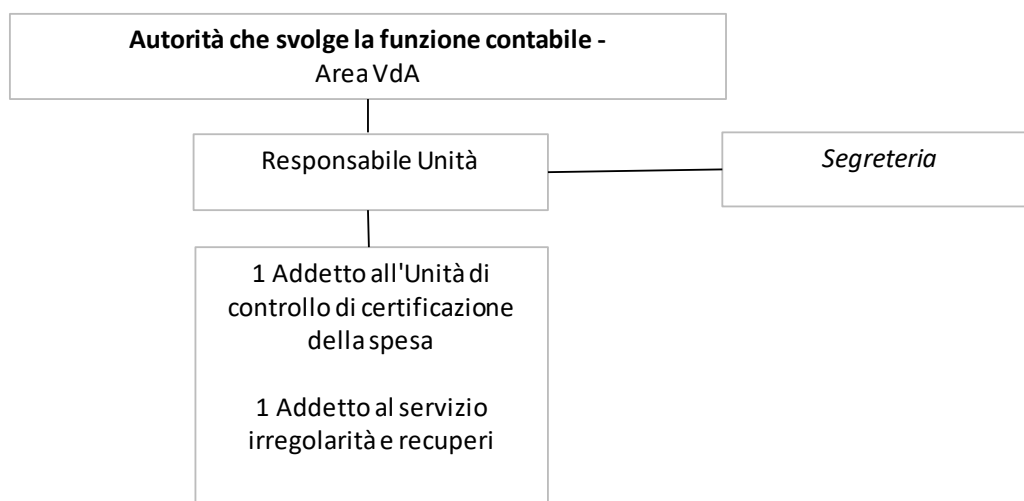 Autorità che svolge la funzione contabile -
Area VdA
Responsabile Unità
Segreteria
1 Addetto all'Unità di
controllo di certificazione
della spesa
1 Addetto al servizio
irregolarità e recuperi